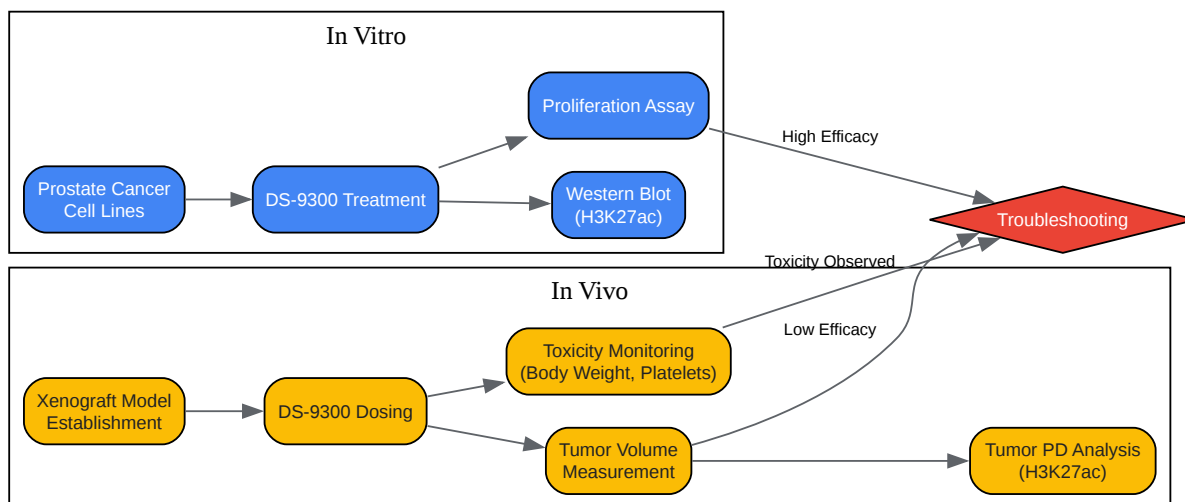 In Vitro
Proliferation Assay
High Efficacy
Prostate Cancer
Cell Lines
DS-9300 Treatment
Western Blot
(H3K27ac)
Troubleshooting
Toxicity Observed
In Vivo
Low Efficacy
Toxicity Monitoring
(Body Weight, Platelets)
Xenograft Model
Establishment
DS-9300 Dosing
Tumor Volume
Measurement
Tumor PD Analysis
(H3K27ac)